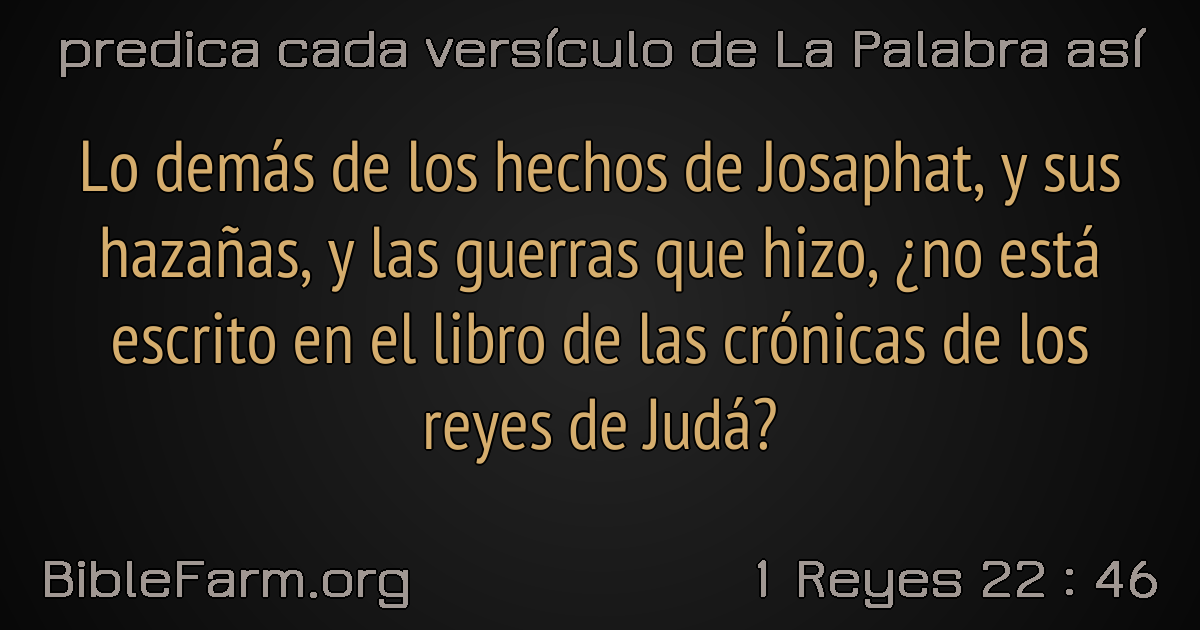 predica cada versículo de La Palabra así
Lo demás de los hechos de Josaphat, y sus
hazañas, y las guerras que hizo, ¿no está
escrito en el libro de las crónicas de los
reyes de Judá?
BibleFarm.org
1 Reyes 22 : 46